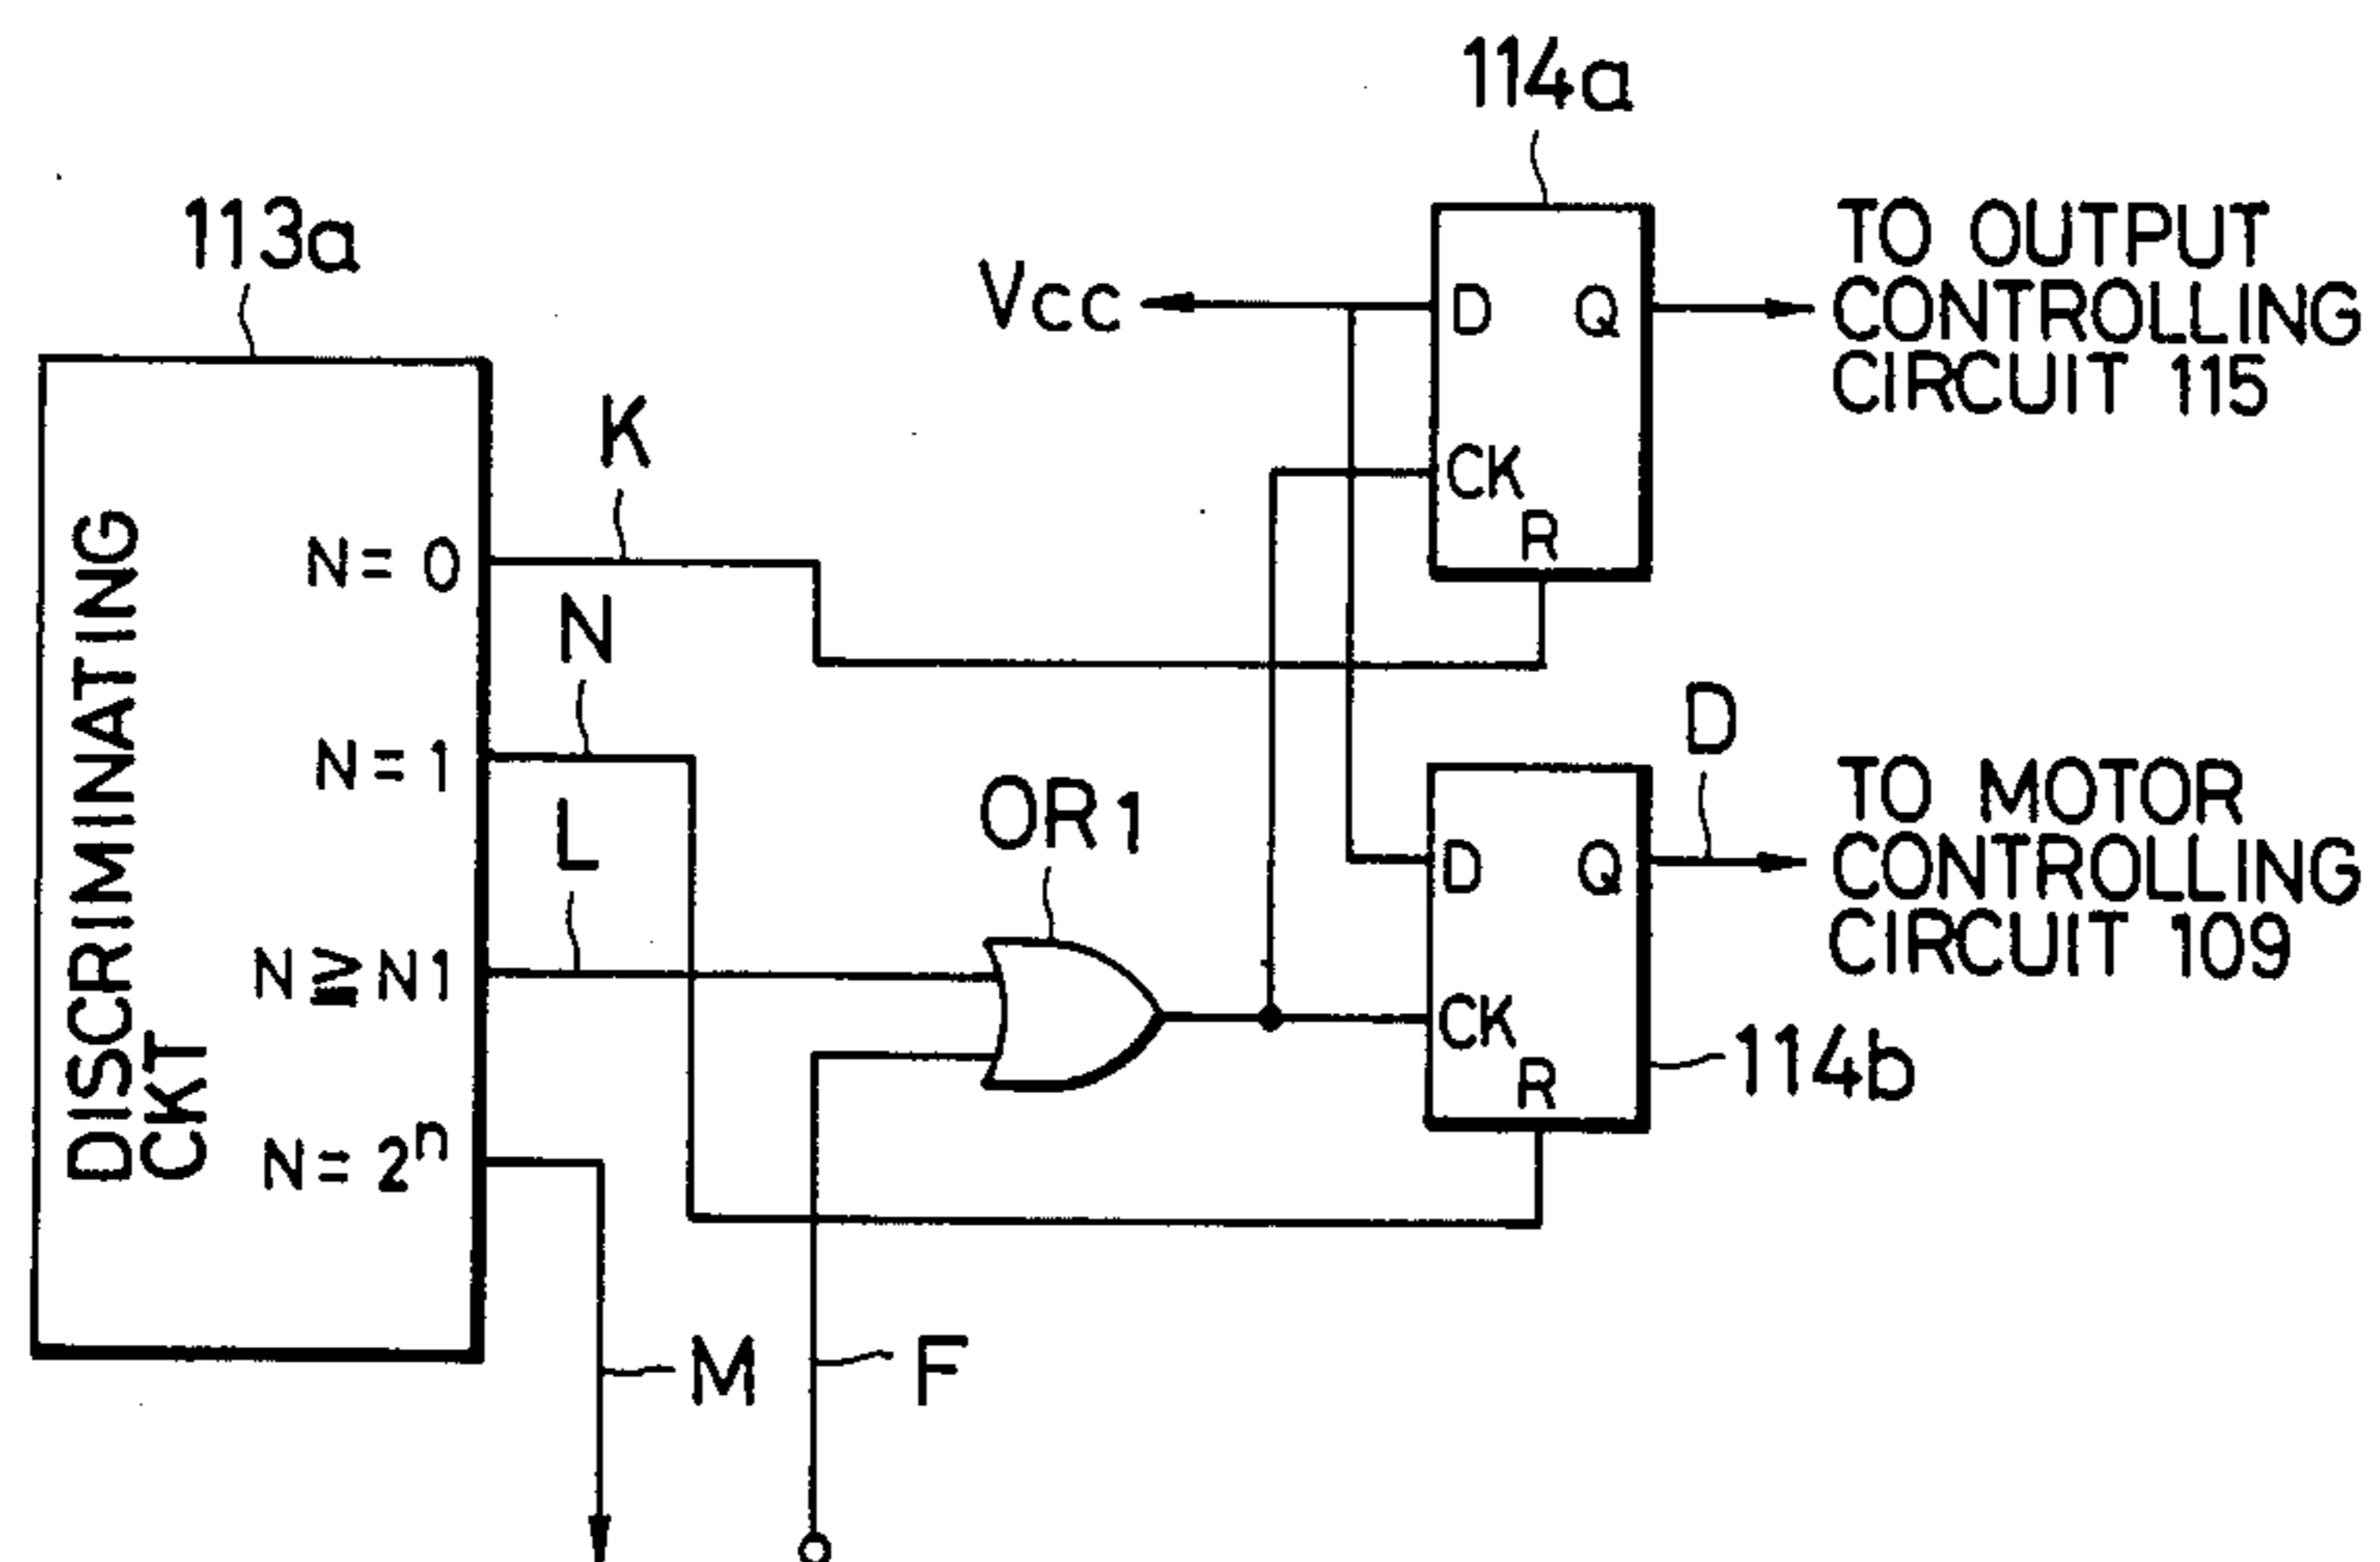 114a
113a
Vcc
D
Q
TO OUTPUT
CONTROLLING
CIRCUIT 115
CK
R
K
N
L
DISCRIMINATING
CKT
N = 0
N = 1
N ≧ N1
N = 2ⁿ
OR1
D
D
Q
TO MOTOR
CONTROLLING
CIRCUIT 109
CK
R
114b
M
F